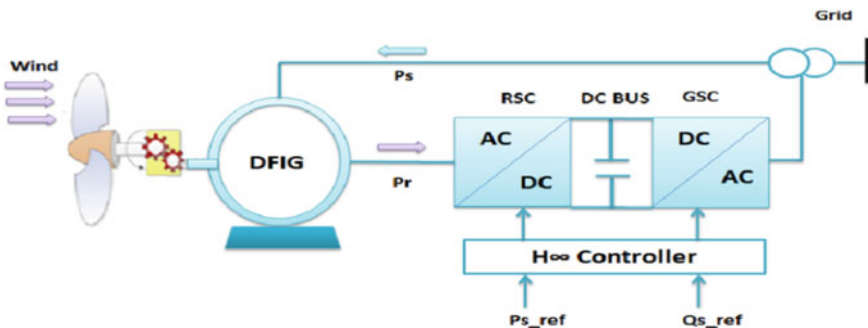 Grid
Wind
Ps
RSC
DC BUS
GSC
AC
DC
DC
AC
DFIG
Pr
H∞ Controller
Ps_ref
Qs_ref